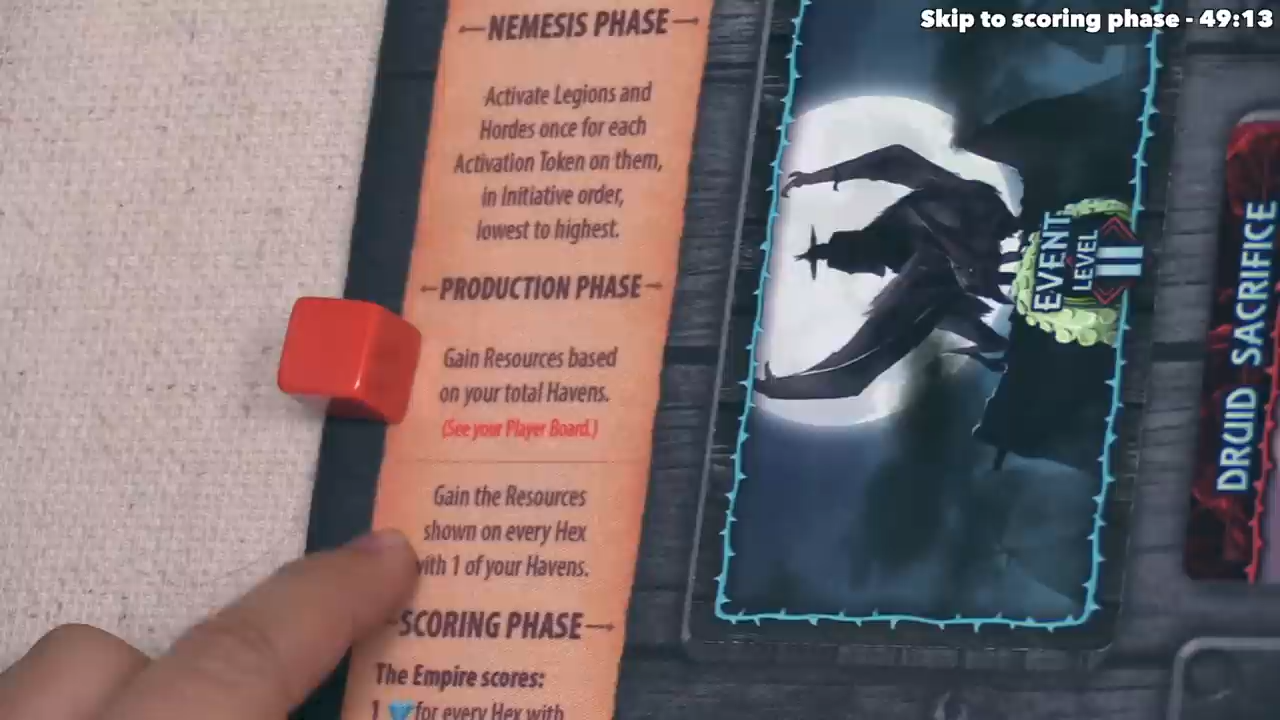 Skip to scoring phase - 49:13
NEMESIS PHASE
Activate Legions and
Hordes once for each
Activation Token on them,
in Initiative order,
lowest to highest.
PRODUCTION PHASE
Gain Resources based
on your total Havens.
(See your Player Board.)
Gain the Resources
shown on every Hex
with 1 of your Havens.
SCORING PHASE
The Empire scores:
1 for every Hex with
EVENT
LEVEL
II
DRUID SACRIFICE